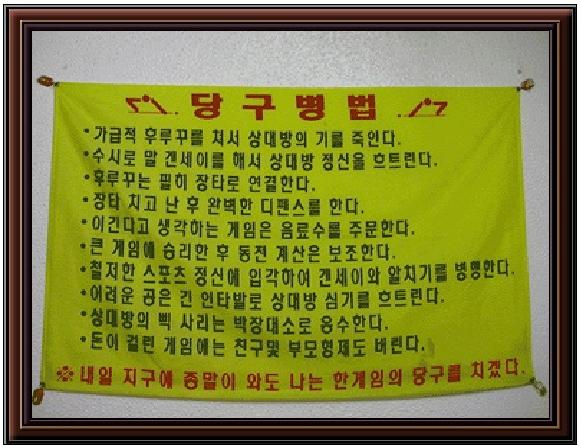 당구병법
• 가급적 후루꾸를 쳐서 상대방의 기를 죽인다.
• 수시로 말 겐세이를 해서 상대방 정신을 흐트린다.
• 후루꾸는 필히 장타로 연결한다.
• 장타 치고 난 후 완벽한 디펜스를 한다.
• 이긴다고 생각하는 게임은 음료수를 주문한다.
• 큰 게임에 승리한 후 동전 계산은 보조한다.
• 철저한 스포츠 정신에 입각하여 겐세이와 알치기를 병행한다.
• 어려운 공은 긴 인타발로 상대방 심기를 흐트린다.
• 상대방의 삑 사리는 박장대소로 응수한다.
• 돈이 걸린 게임에는 친구및 부모형제도 버린다.
※ 내일 지구에 종말이 와도 나는 한게임의 당구를 치겠다.